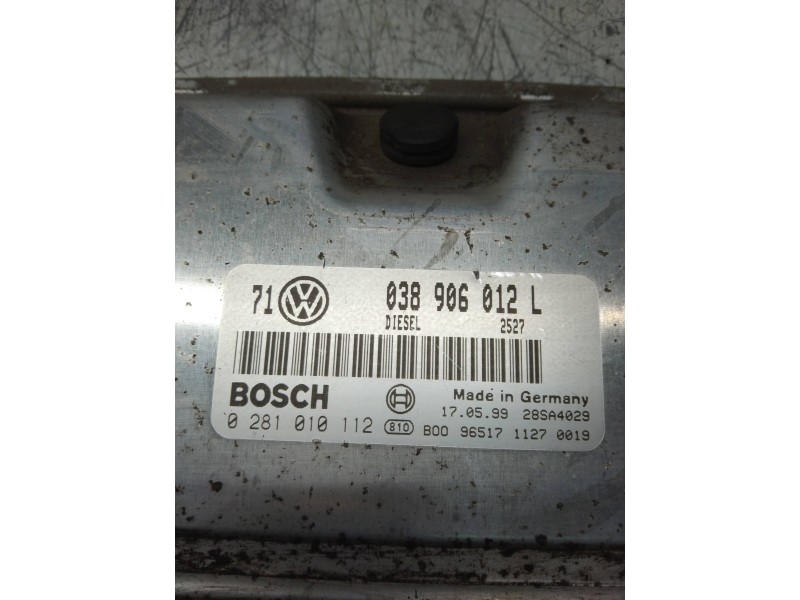 71 VW 038 906 012 L
DIESEL 2527
BOSCH Made in Germany
17.05.99 28SA4029
0 281 010 112 810 B00 96517 1127 0019